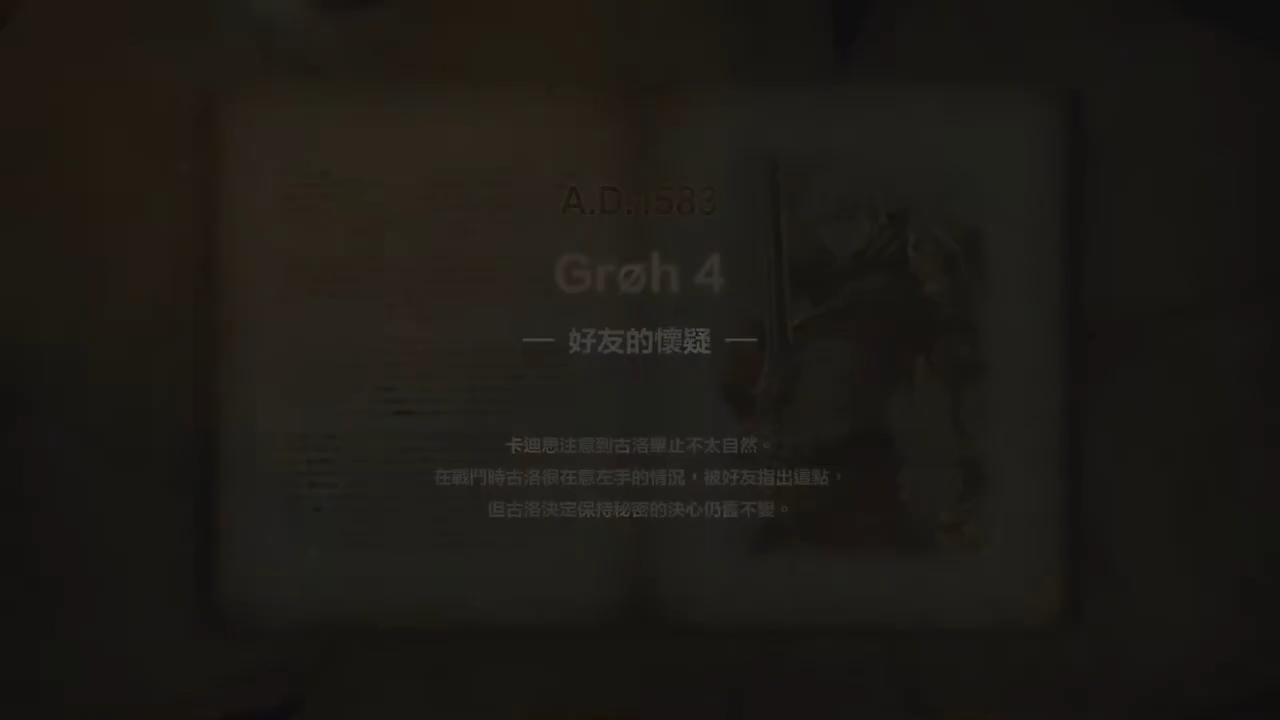 A.D. 1583
Grøh 4
— 好友的懷疑 —
卡迪思注意到古洛舉止不太自然。
在戰鬥時古洛很在意左手的情況，被好友指出這點，
但古洛決定保持秘密的決心仍舊不變。